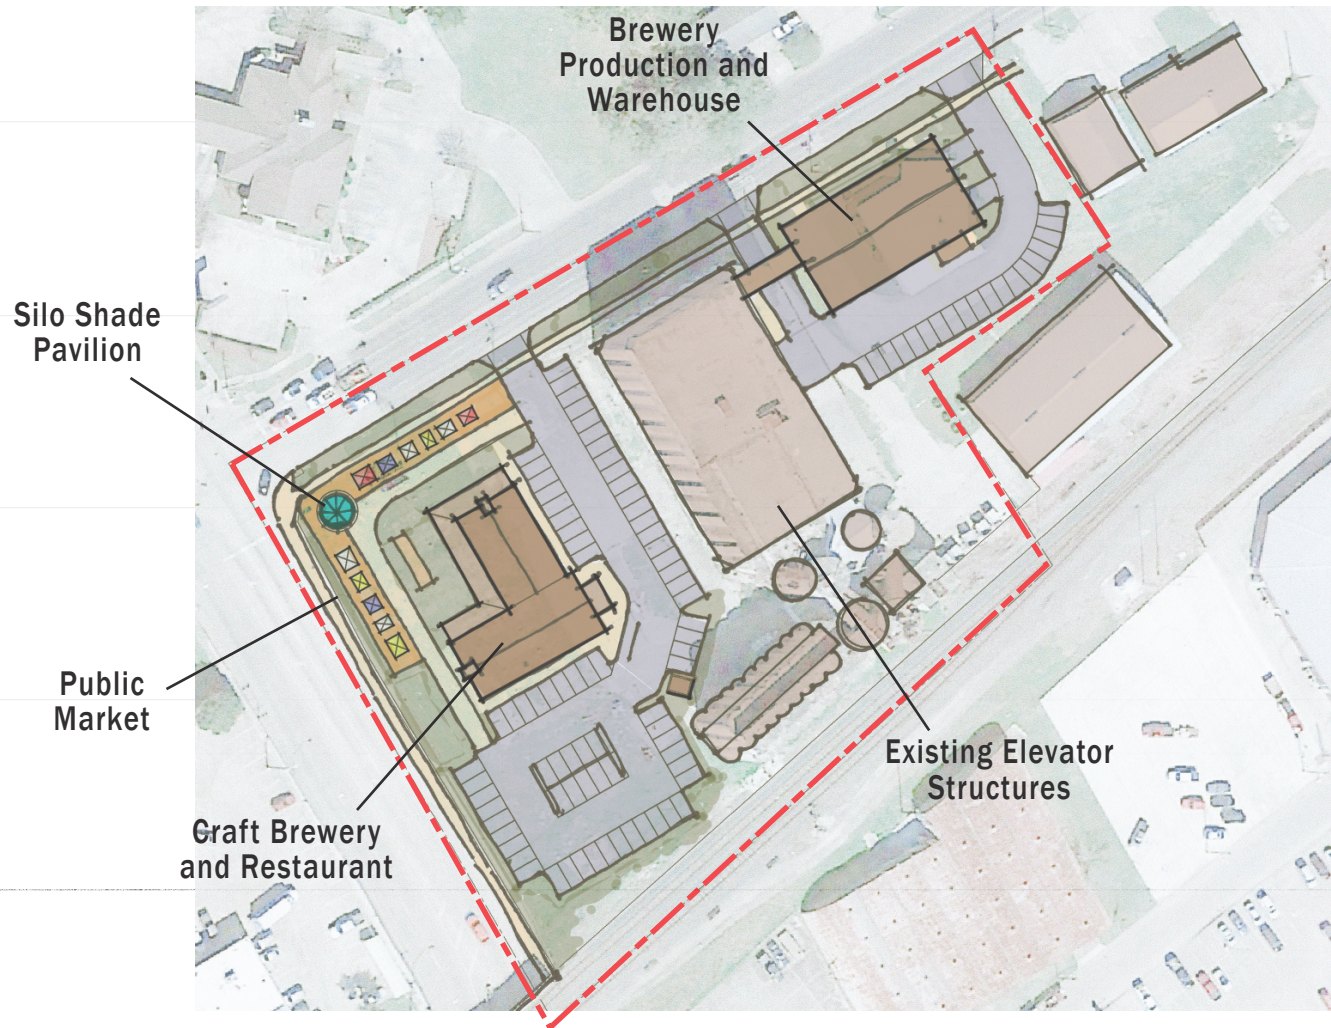 Brewery
Production and
Warehouse
Silo Shade
Pavilion
Public
Market
Existing Elevator
Structures
Craft Brewery
and Restaurant